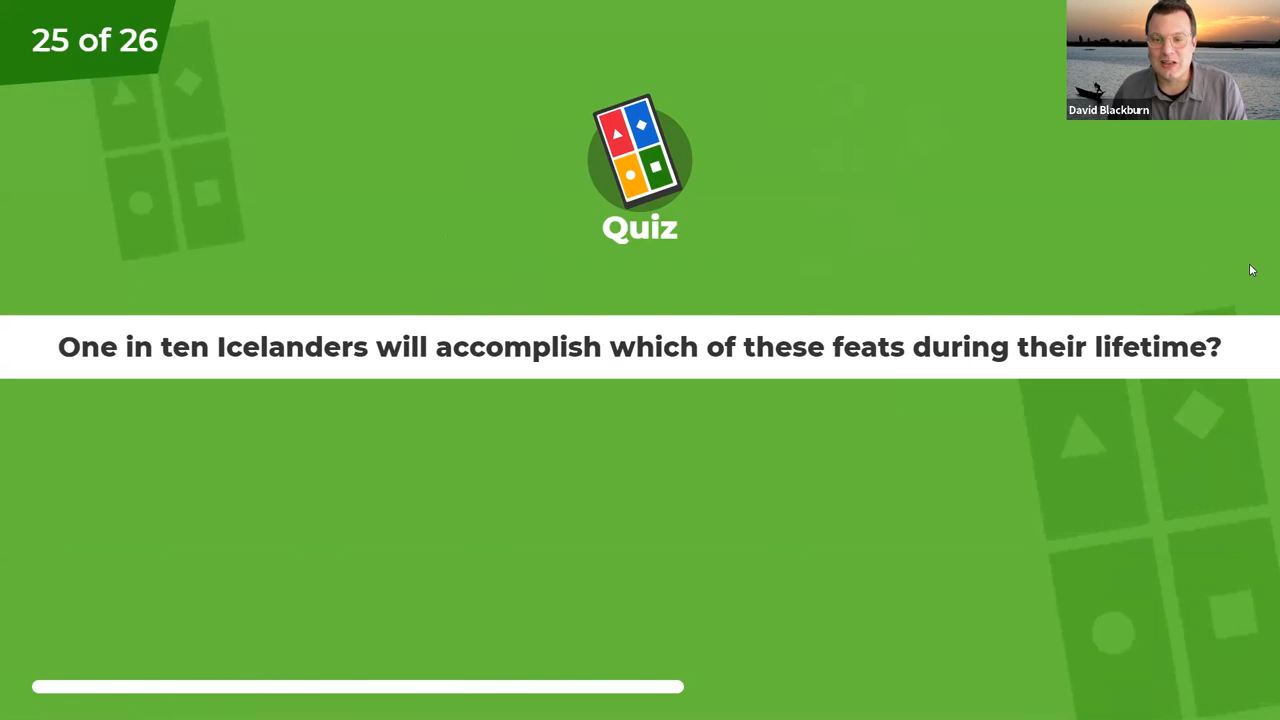 25 of 26
David Blackburn
Quiz
One in ten Icelanders will accomplish which of these feats during their lifetime?